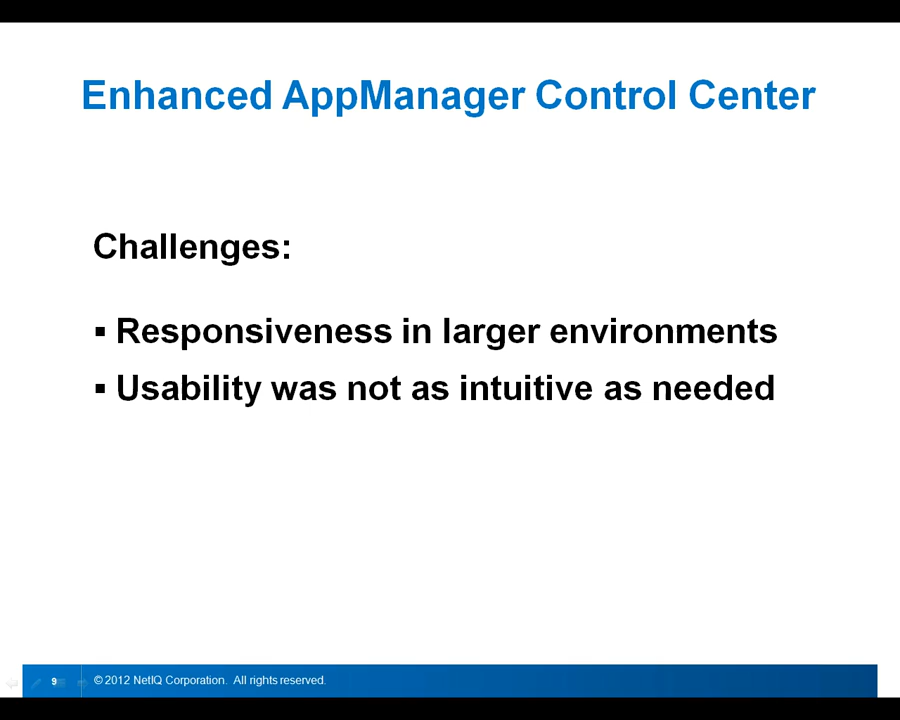 Enhanced AppManager Control Center
Challenges:
▪ Responsiveness in larger environments
▪ Usability was not as intuitive as needed
9 © 2012 NetIQ Corporation. All rights reserved.